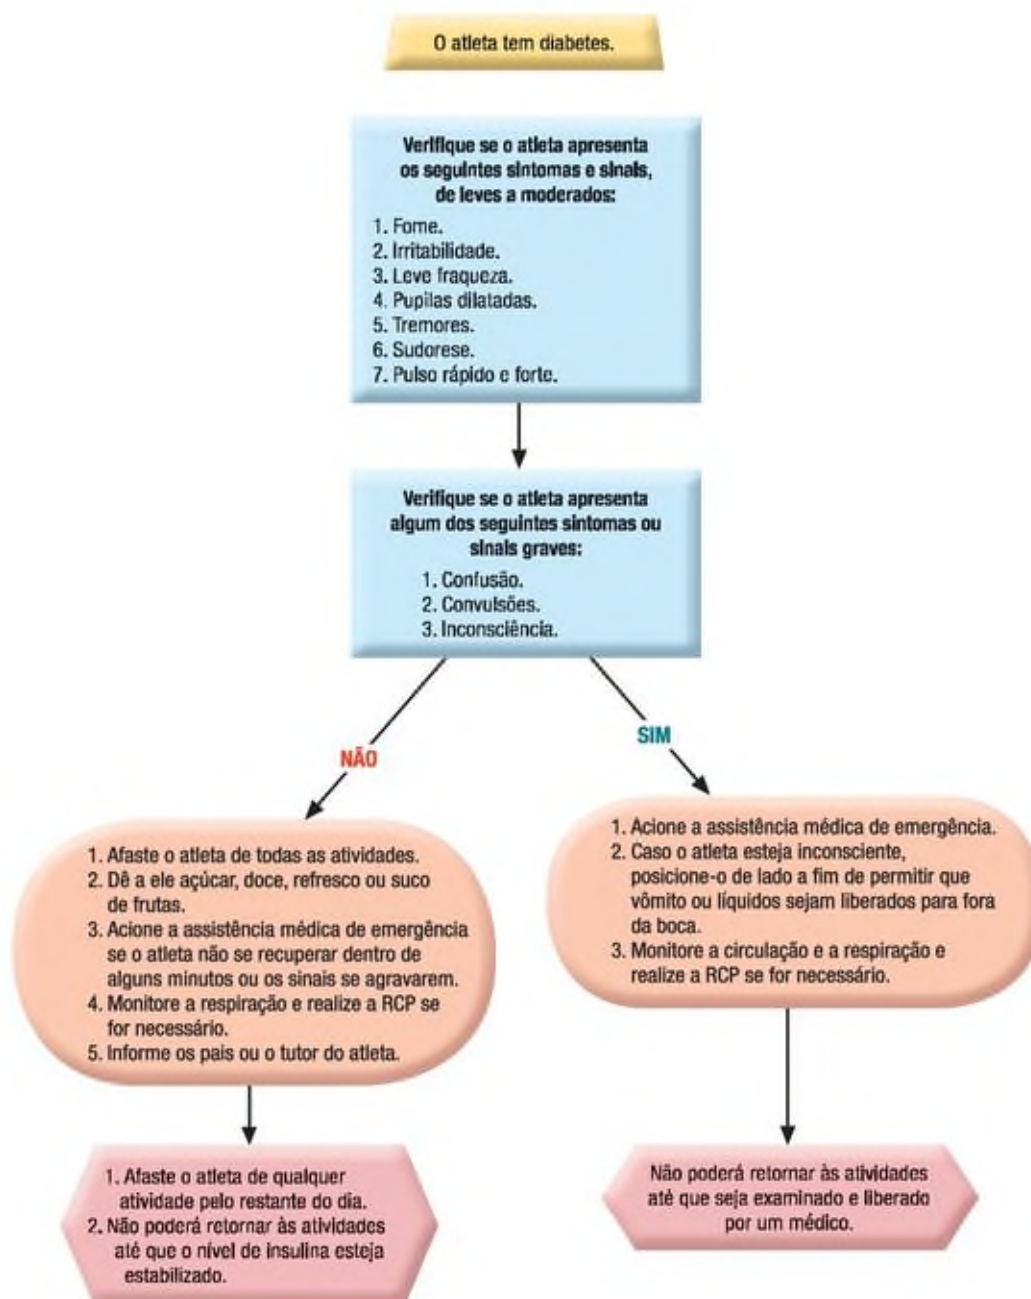 O atleta tem diabetes.
Verifique se o atleta apresenta
os seguintes sintomas e sinais,
de leves a moderados:
1. Fome.
2. Irritabilidade.
3. Leve fraqueza.
4. Pupilas dilatadas.
5. Tremores.
6. Sudorese.
7. Pulso rápido e forte.
Verifique se o atleta apresenta
algum dos seguintes sintomas ou
sinais graves:
1. Confusão.
2. Convulsões.
3. Inconsciência.
NÃO
SIM
1. Afaste o atleta de todas as atividades.
2. Dê a ele açúcar, doce, refresco ou suco
de frutas.
3. Acione a assistência médica de emergência
se o atleta não se recuperar dentro de
alguns minutos ou os sinais se agravarem.
4. Monitore a respiração e realize a RCP se
for necessário.
5. Informe os pais ou o tutor do atleta.
1. Acione a assistência médica de emergência.
2. Caso o atleta esteja inconsciente,
posicione-o de lado a fim de permitir que
vômito ou líquidos sejam liberados para fora
da boca.
3. Monitore a circulação e a respiração e
realize a RCP se for necessário.
1. Afaste o atleta de qualquer
atividade pelo restante do dia.
2. Não poderá retornar às atividades
até que o nível de insulina esteja
estabilizado.
Não poderá retornar às atividades
até que seja examinado e liberado
por um médico.